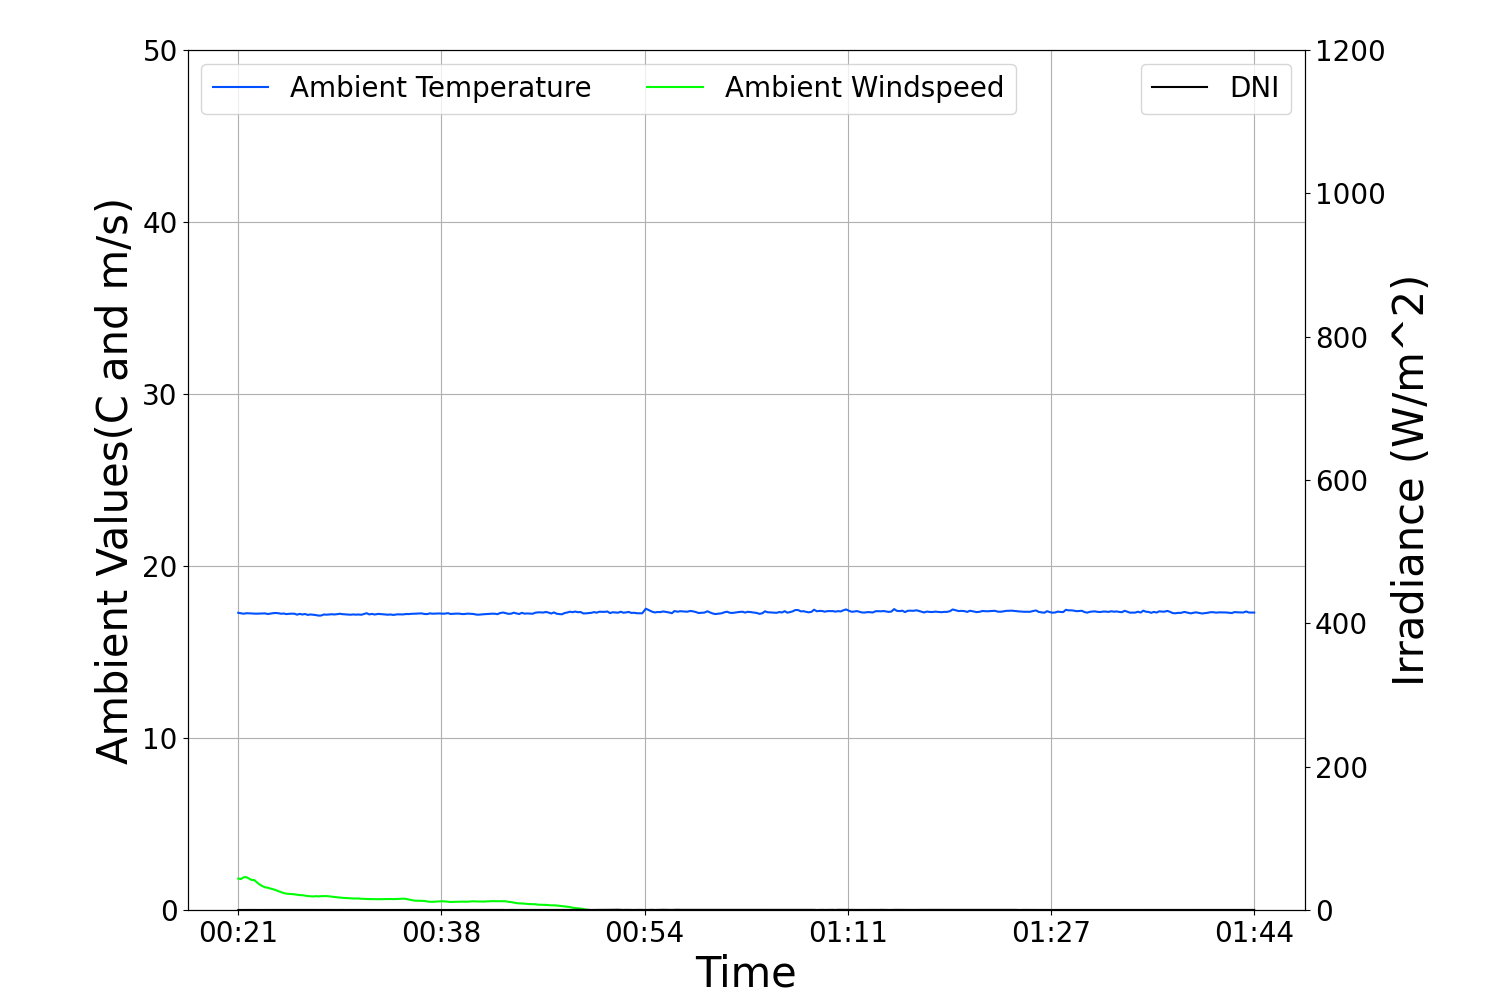 Ambient Temperature Ambient Windspeed DNI
50
40
30
20
10
0
1200
1000
800
600
400
200
0
Ambient Values(C and m/s)
Irradiance (W/m^2)
00:21 00:38 00:54 01:11 01:27 01:44
Time